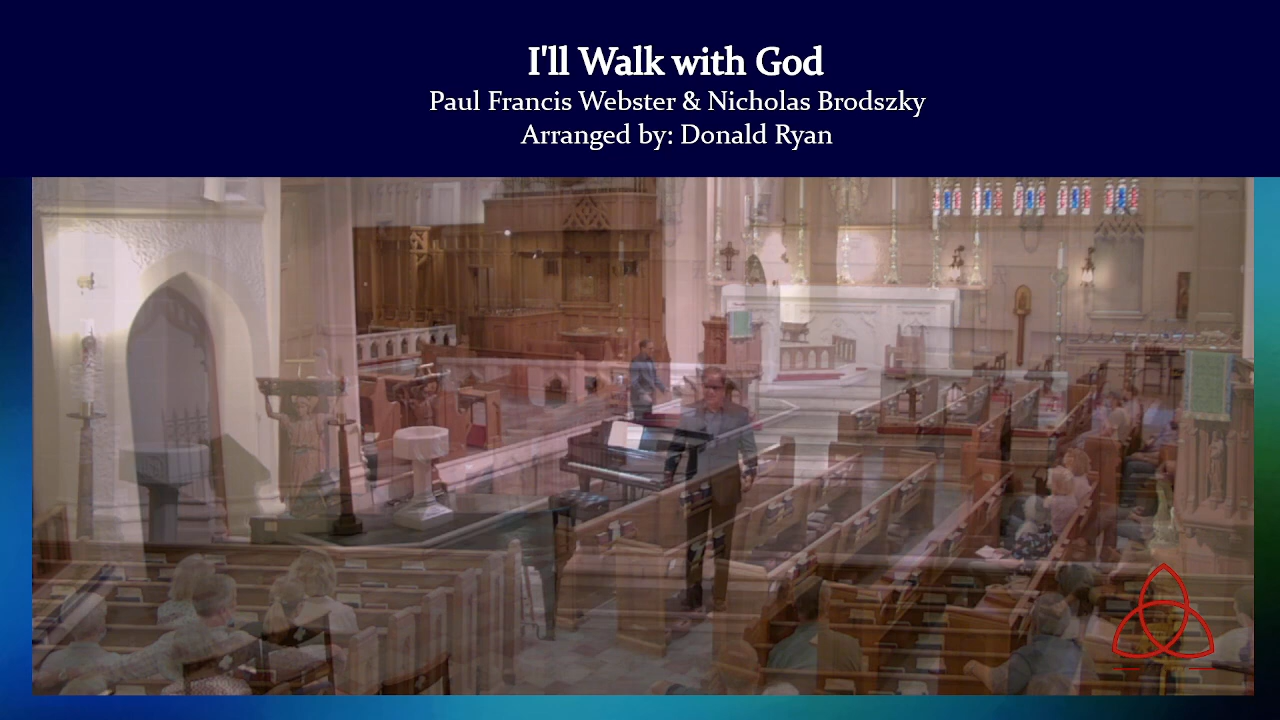 I'll Walk with God
Paul Francis Webster & Nicholas Brodszky
Arranged by: Donald Ryan